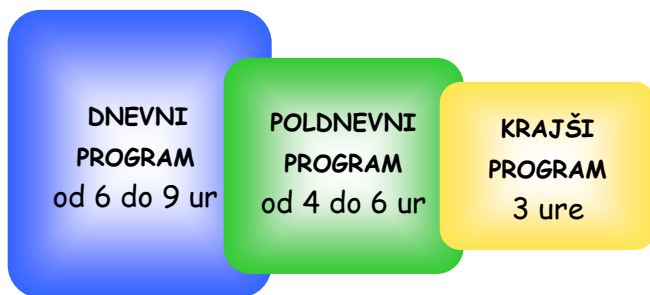 DNEVNI
PROGRAM
od 6 do 9 ur
POLDNEVNI
PROGRAM
od 4 do 6 ur
KRAJŠI
PROGRAM
3 ure